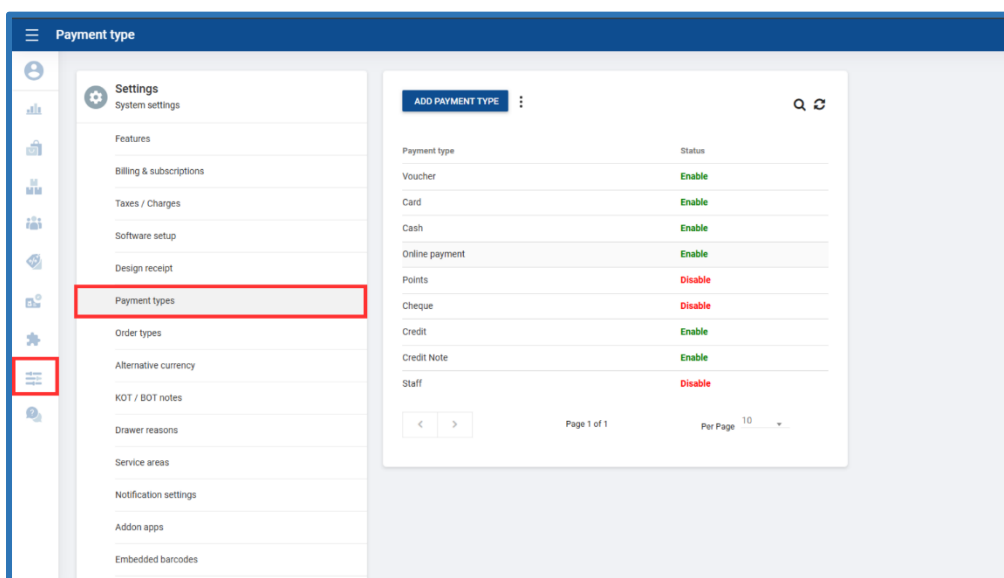 Payment type
Settings
System settings
Features
Billing & subscriptions
Taxes / Charges
Software setup
Design receipt
Payment types
Order types
Alternative currency
KOT / BOT notes
Drawer reasons
Service areas
Notification settings
Addon apps
Embedded barcodes
ADD PAYMENT TYPE
Payment type Status
Voucher Enable
Card Enable
Cash Enable
Online payment Enable
Points Disable
Cheque Disable
Credit Enable
Credit Note Enable
Staff Disable
Page 1 of 1 Per Page 10